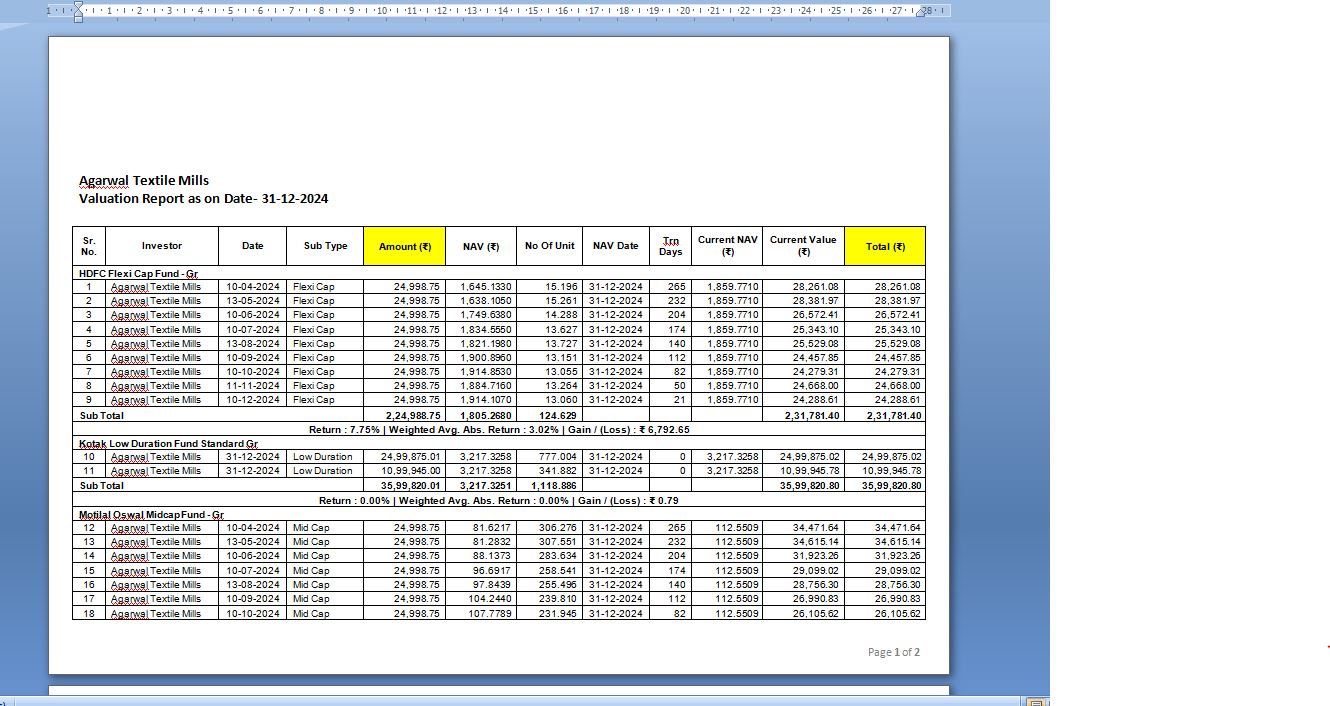 1 1 2 3 4 5 6 7 8 9 10 11 12 13 14 15 16 17 18 19 20 21 22 23 24 25 26 27 28
Agarwal Textile Mills
Valuation Report as on Date- 31-12-2024
Sr. No. Investor Date Sub Type Amount (₹) NAV (₹) No Of Unit NAV Date Trn Days Current NAV (₹) Current Value (₹) Total (₹)
HDFC Flexi Cap Fund - Gr
1 Agarwal Textile Mills 10-04-2024 Flexi Cap 24,998.75 1,645.1330 15.196 31-12-2024 265 1,859.7710 28,261.08 28,261.08
2 Agarwal Textile Mills 13-05-2024 Flexi Cap 24,998.75 1,638.1050 15.261 31-12-2024 232 1,859.7710 28,381.97 28,381.97
3 Agarwal Textile Mills 10-06-2024 Flexi Cap 24,998.75 1,749.6380 14.288 31-12-2024 204 1,859.7710 26,572.41 26,572.41
4 Agarwal Textile Mills 10-07-2024 Flexi Cap 24,998.75 1,834.5550 13.627 31-12-2024 174 1,859.7710 25,343.10 25,343.10
5 Agarwal Textile Mills 13-08-2024 Flexi Cap 24,998.75 1,821.1980 13.727 31-12-2024 140 1,859.7710 25,529.08 25,529.08
6 Agarwal Textile Mills 10-09-2024 Flexi Cap 24,998.75 1,900.8960 13.151 31-12-2024 112 1,859.7710 24,457.85 24,457.85
7 Agarwal Textile Mills 10-10-2024 Flexi Cap 24,998.75 1,914.8530 13.055 31-12-2024 82 1,859.7710 24,279.31 24,279.31
8 Agarwal Textile Mills 11-11-2024 Flexi Cap 24,998.75 1,884.7160 13.264 31-12-2024 50 1,859.7710 24,668.00 24,668.00
9 Agarwal Textile Mills 10-12-2024 Flexi Cap 24,998.75 1,914.1070 13.060 31-12-2024 21 1,859.7710 24,288.61 24,288.61
Sub Total 2,24,988.75 1,805.2680 124.629 2,31,781.40 2,31,781.40
Return : 7.75% | Weighted Avg. Abs. Return : 3.02% | Gain / (Loss) : ₹ 6,792.65
Kotak Low Duration Fund Standard Gr
10 Agarwal Textile Mills 31-12-2024 Low Duration 24,99,875.01 3,217.3258 777.004 31-12-2024 0 3,217.3258 24,99,875.02 24,99,875.02
11 Agarwal Textile Mills 31-12-2024 Low Duration 10,99,945.00 3,217.3258 341.882 31-12-2024 0 3,217.3258 10,99,945.78 10,99,945.78
Sub Total 35,99,820.01 3,217.3251 1,118.886 35,99,820.80 35,99,820.80
Return : 0.00% | Weighted Avg. Abs. Return : 0.00% | Gain / (Loss) : ₹ 0.79
Motilal Oswal Midcap Fund - Gr
12 Agarwal Textile Mills 10-04-2024 Mid Cap 24,998.75 81.6217 306.276 31-12-2024 265 112.5509 34,471.64 34,471.64
13 Agarwal Textile Mills 13-05-2024 Mid Cap 24,998.75 81.2832 307.551 31-12-2024 232 112.5509 34,615.14 34,615.14
14 Agarwal Textile Mills 10-06-2024 Mid Cap 24,998.75 88.1373 283.634 31-12-2024 204 112.5509 31,923.26 31,923.26
15 Agarwal Textile Mills 10-07-2024 Mid Cap 24,998.75 96.6917 258.541 31-12-2024 174 112.5509 29,099.02 29,099.02
16 Agarwal Textile Mills 13-08-2024 Mid Cap 24,998.75 97.8439 255.496 31-12-2024 140 112.5509 28,756.30 28,756.30
17 Agarwal Textile Mills 10-09-2024 Mid Cap 24,998.75 104.2440 239.810 31-12-2024 112 112.5509 26,990.83 26,990.83
18 Agarwal Textile Mills 10-10-2024 Mid Cap 24,998.75 107.7789 231.945 31-12-2024 82 112.5509 26,105.62 26,105.62
Page 1 of 2